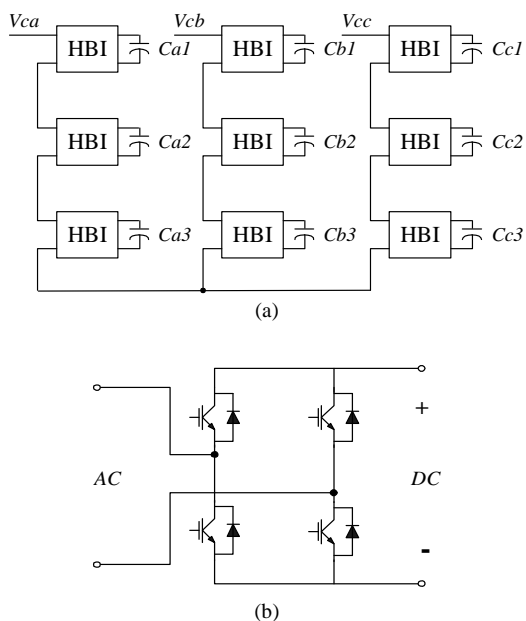 Vca Vcb Vcc
HBI Ca1 HBI Cb1 HBI Cc1
HBI Ca2 HBI Cb2 HBI Cc2
HBI Ca3 HBI Cb3 HBI Cc3
(a)
+
AC DC
-
(b)